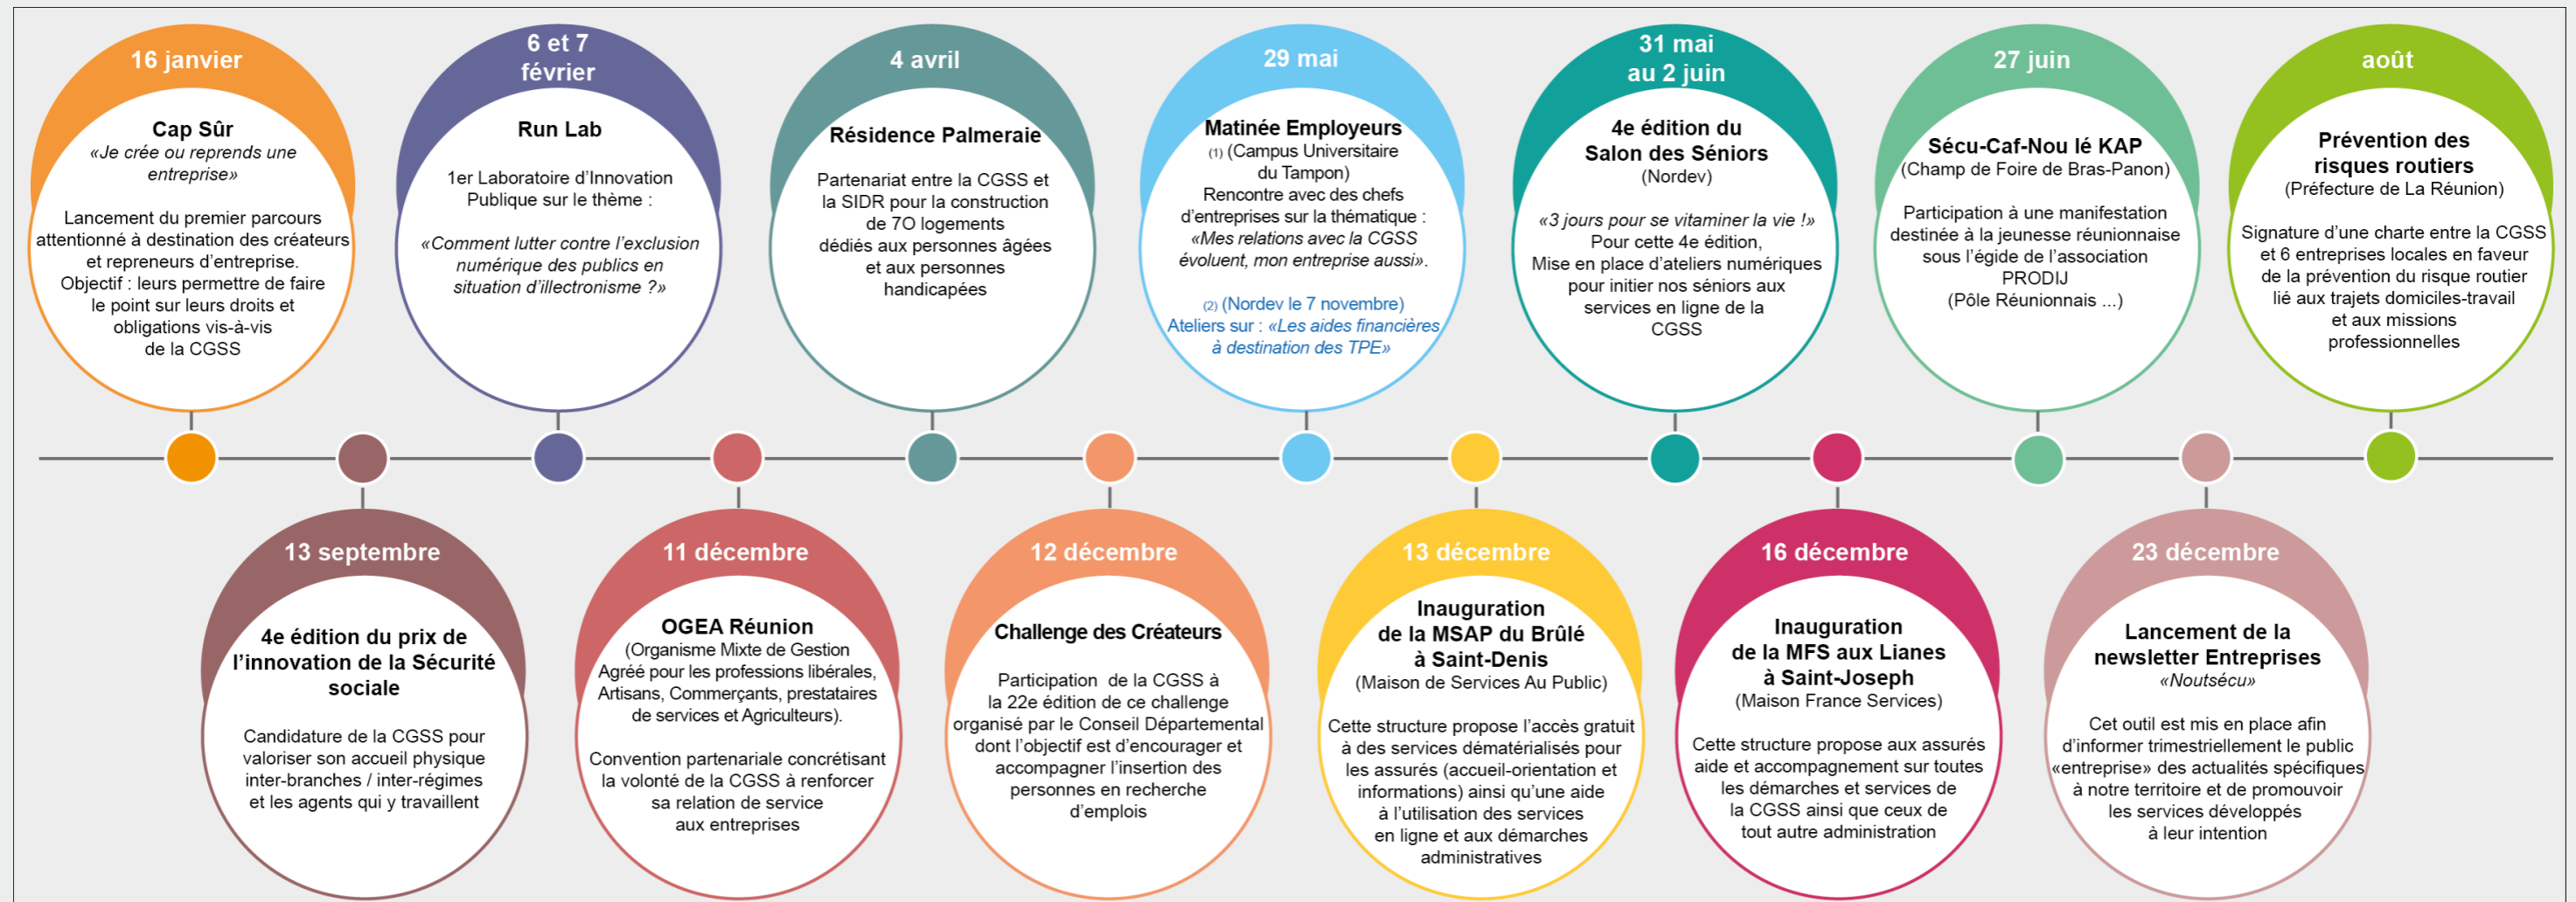 16 janvier
Cap Sûr
«Je crée ou reprends une
entreprise»
Lancement du premier parcours
attentionné à destination des créateurs
et repreneurs d’entreprise.
Objectif : leurs permettre de faire
le point sur leurs droits et
obligations vis-à-vis
de la CGSS
6 et 7
février
Run Lab
1er Laboratoire d’Innovation
Publique sur le thème :
«Comment lutter contre l’exclusion
numérique des publics en
situation d’illectronisme ?»
4 avril
Résidence Palmeraie
Partenariat entre la CGSS et
la SIDR pour la construction
de 7O logements
dédiés aux personnes âgées
et aux personnes
handicapées
29 mai
Matinée Employeurs
(1) (Campus Universitaire
du Tampon)
Rencontre avec des chefs
d’entreprises sur la thématique :
«Mes relations avec la CGSS
évoluent, mon entreprise aussi».
(2) (Nordev le 7 novembre)
Ateliers sur : «Les aides financières
à destination des TPE»
31 mai
au 2 juin
4e édition du
Salon des Séniors
(Nordev)
«3 jours pour se vitaminer la vie !»
Pour cette 4e édition,
Mise en place d’ateliers numériques
pour initier nos séniors aux
services en ligne de la
CGSS
27 juin
Sécu-Caf-Nou lé KAP
(Champ de Foire de Bras-Panon)
Participation à une manifestation
destinée à la jeunesse réunionnaise
sous l’égide de l’association
PRODIJ
(Pôle Réunionnais ...)
août
Prévention des
risques routiers
(Préfecture de La Réunion)
Signature d’une charte entre la CGSS
et 6 entreprises locales en faveur
de la prévention du risque routier
lié aux trajets domiciles-travail
et aux missions
professionnelles
13 septembre
4e édition du prix de
l’innovation de la Sécurité
sociale
Candidature de la CGSS pour
valoriser son accueil physique
inter-branches / inter-régimes
et les agents qui y travaillent
11 décembre
OGEA Réunion
(Organisme Mixte de Gestion
Agréé pour les professions libérales,
Artisans, Commerçants, prestataires
de services et Agriculteurs).
Convention partenariale concrétisant
la volonté de la CGSS à renforcer
sa relation de service
aux entreprises
12 décembre
Challenge des Créateurs
Participation de la CGSS à
la 22e édition de ce challenge
organisé par le Conseil Départemental
dont l’objectif est d’encourager et
accompagner l’insertion des
personnes en recherche
d’emplois
13 décembre
Inauguration
de la MSAP du Brûlé
à Saint-Denis
(Maison de Services Au Public)
Cette structure propose l’accès gratuit
à des services dématérialisés pour
les assurés (accueil-orientation et
informations) ainsi qu’une aide
à l’utilisation des services
en ligne et aux démarches
administratives
16 décembre
Inauguration
de la MFS aux Lianes
à Saint-Joseph
(Maison France Services)
Cette structure propose aux assurés
aide et accompagnement sur toutes
les démarches et services de
la CGSS ainsi que ceux de
tout autre administration
23 décembre
Lancement de la
newsletter Entreprises
«Noutsécu»
Cet outil est mis en place afin
d’informer trimestriellement le public
«entreprise» des actualités spécifiques
à notre territoire et de promouvoir
les services développés
à leur intention